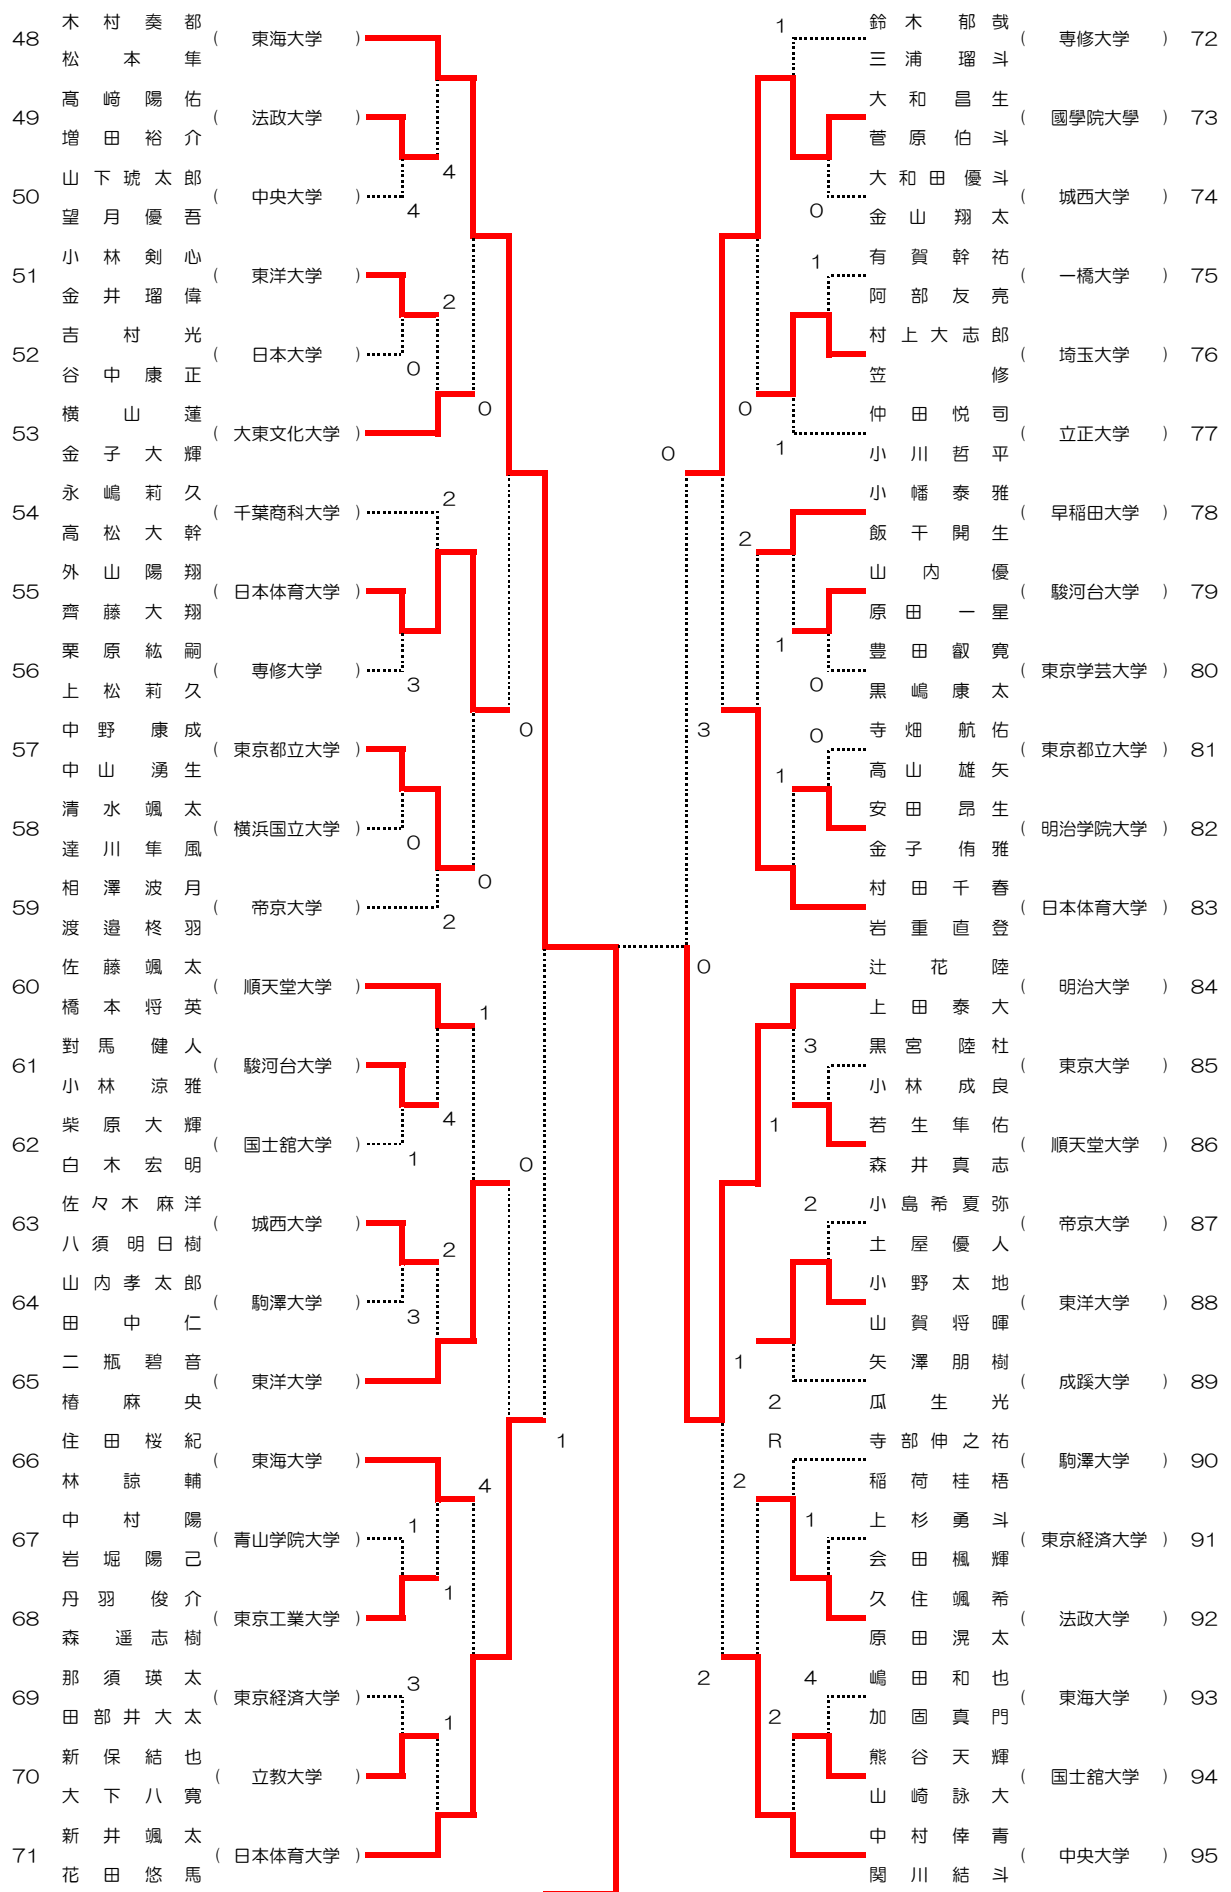 木村奏都
48 (東海大学)
松本隼
髙﨑陽佑
49 (法政大学)
増田裕介
4
山下琥太郎
50 (中央大学)
4
望月優吾
小林剣心
51 (東洋大学)
金井瑠偉
2
吉村光
52 (日本大学)
0
谷中康正
横山蓮
0
53 (大東文化大学)
金子大輝
永嶋莉久
2
54 (千葉商科大学)
高松大幹
外山陽翔
55 (日本体育大学)
齊藤大翔
栗原紘嗣
56 (専修大学)
3
上松莉久
中野康成
0
57 (東京都立大学)
中山湧生
清水颯太
58 (横浜国立大学)
0
達川隼風
相澤波月
0
59 (帝京大学)
2
渡邉柊羽
佐藤颯太
60 (順天堂大学)
橋本将英
1
對馬健人
61 (駿河台大学)
小林涼雅
4
柴原大輝
62 (国士舘大学)
1
白木宏明
0
佐々木麻洋
63 (城西大学)
八須明日樹
2
山内孝太郎
64 (駒澤大学)
3
田中仁
二瓶碧音
65 (東洋大学)
椿麻央
住田桜紀
1
66 (東海大学)
林諒輔
4
中村陽
1
67 (青山学院大学)
岩堀陽己
丹羽俊介
1
68 (東京工業大学)
森遥志樹
那須瑛太
3
69 (東京経済大学)
田部井大太
1
新保結也
70 (立教大学)
大下八寛
新井颯太
71 (日本体育大学)
花田悠馬
1
鈴木郁哉
(専修大学) 72
三浦瑠斗
大和昌生
(國學院大學) 73
菅原伯斗
大和田優斗
(城西大学) 74
0
金山翔太
有賀幹祐
1
(一橋大学) 75
阿部友亮
村上大志郎
(埼玉大学) 76
笠修
0
仲田悦司
(立正大学) 77
1
小川哲平
0
小幡泰雅
(早稲田大学) 78
2
飯干開生
山内優
(駿河台大学) 79
原田一星
1
豊田叡寛
(東京学芸大学) 80
0
黒嶋康太
3
寺畑航佑
0
(東京都立大学) 81
1
高山雄矢
安田昂生
(明治学院大学) 82
金子侑雅
村田千春
(日本体育大学) 83
岩重直登
0
辻花陸
(明治大学) 84
上田泰大
3
黒宮陸杜
(東京大学) 85
小林成良
1
若生隼佑
(順天堂大学) 86
森井真志
2
小島希夏弥
(帝京大学) 87
土屋優人
小野太地
(東洋大学) 88
山賀将暉
1
矢澤朋樹
(成蹊大学) 89
2
瓜生光
R
寺部伸之祐
(駒澤大学) 90
2
稲荷桂梧
1
上杉勇斗
(東京経済大学) 91
会田楓輝
久住颯希
(法政大学) 92
原田滉太
2
4
嶋田和也
(東海大学) 93
2
加固真門
熊谷天輝
(国士舘大学) 94
山崎詠大
中村倖青
(中央大学) 95
関川結斗